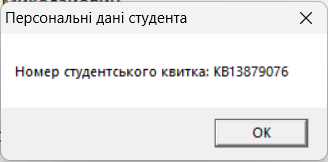 Персональні дані студента
Номер студентського квитка: КВ13879076
OK